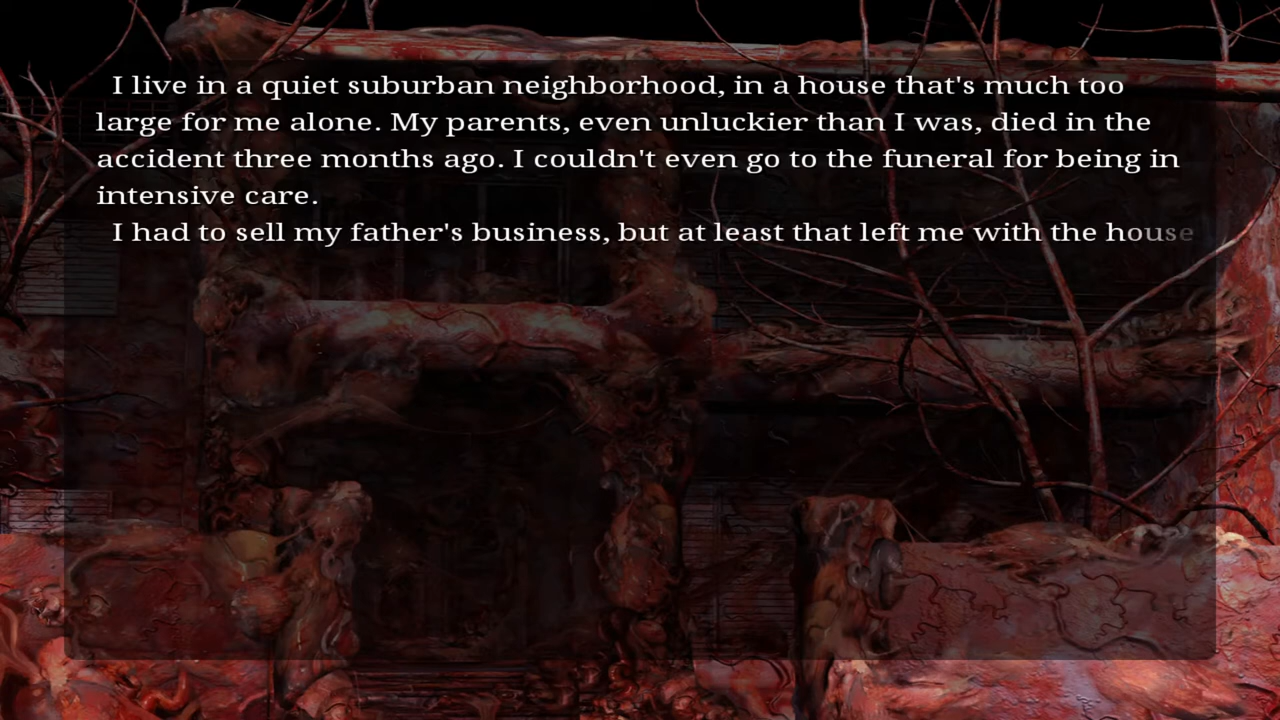 I live in a quiet suburban neighborhood, in a house that's much too
large for me alone. My parents, even unluckier than I was, died in the
accident three months ago. I couldn't even go to the funeral for being in
intensive care.
I had to sell my father's business, but at least that left me with the house